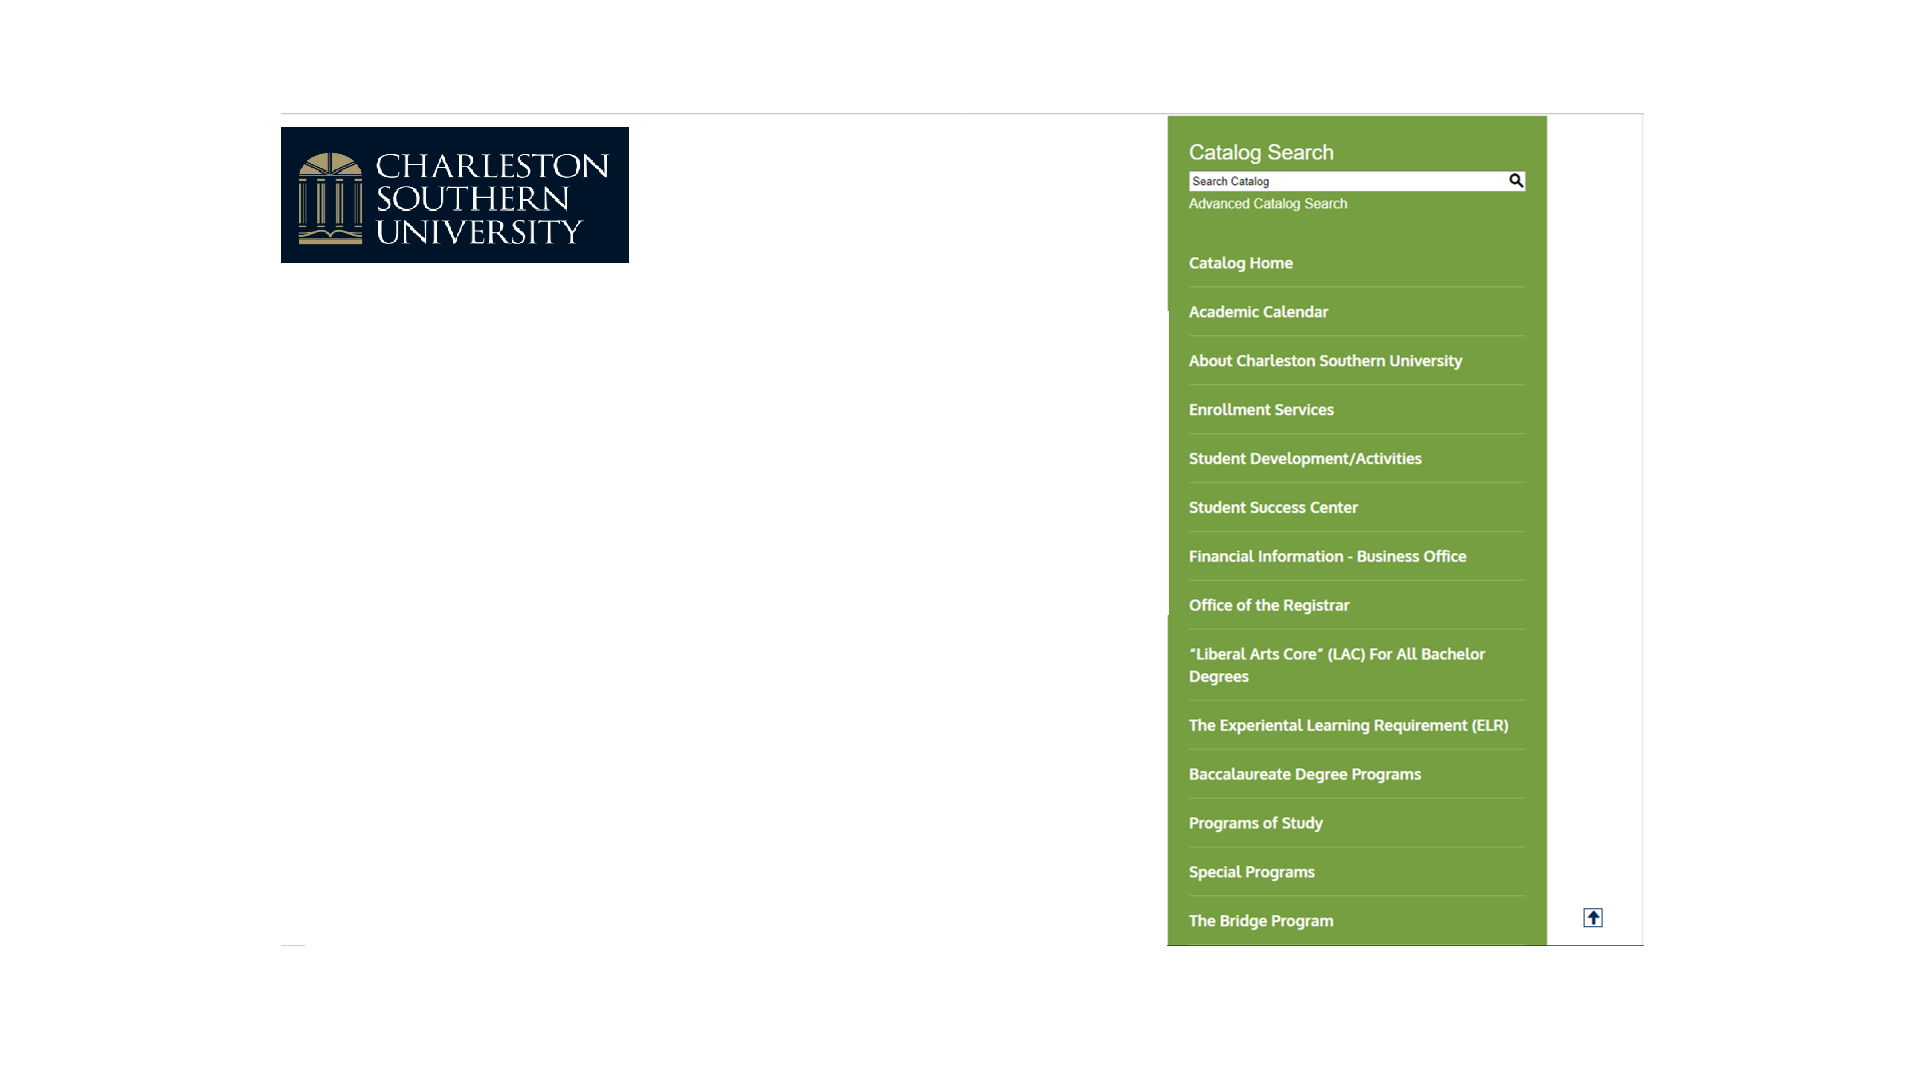 CHARLESTON
SOUTHERN
UNIVERSITY
Catalog Search
Search Catalog
Advanced Catalog Search
Catalog Home
Academic Calendar
About Charleston Southern University
Enrollment Services
Student Development/Activities
Student Success Center
Financial Information - Business Office
Office of the Registrar
“Liberal Arts Core” (LAC) For All Bachelor
Degrees
The Experiental Learning Requirement (ELR)
Baccalaureate Degree Programs
Programs of Study
Special Programs
The Bridge Program